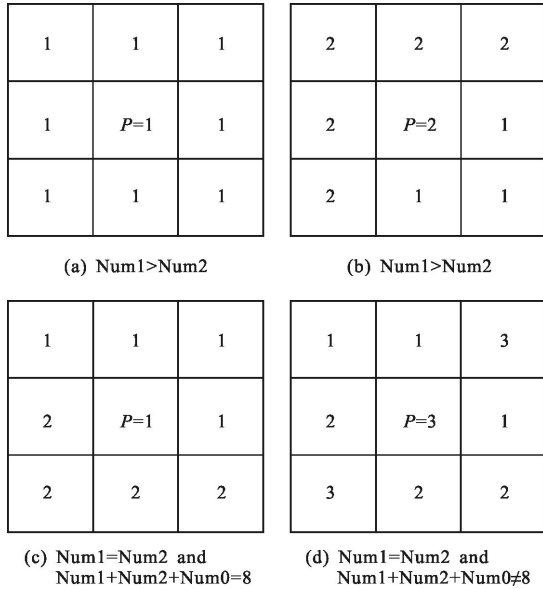 1 1 1 2 2 2
1 P=1 1 2 P=2 1
1 1 1 2 1 1
(a) Num1>Num2 (b) Num1>Num2
1 1 1 1 1 3
2 P=1 1 2 P=3 1
2 2 2 3 2 2
(c) Num1=Num2 and (d) Num1=Num2 and
Num1+Num2+Num0=8 Num1+Num2+Num0≠8